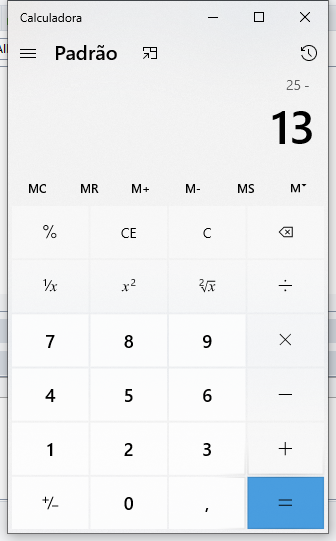 Calculadora
Padrão
25 -
13
MC MR M+ M- MS M˅
% CE C
¹/x x² ²√x ÷
7 8 9 ×
4 5 6 −
1 2 3 +
+/− 0 , =